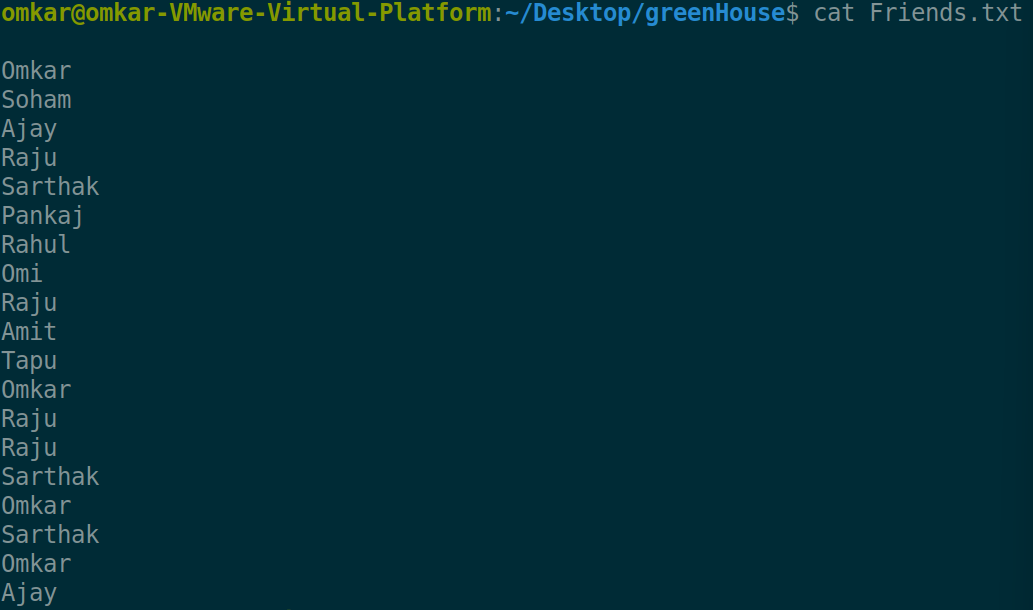 omkar@omkar-VMware-Virtual-Platform:~/Desktop/greenHouse$ cat Friends.txt
Omkar
Soham
Ajay
Raju
Sarthak
Pankaj
Rahul
Omi
Raju
Amit
Tapu
Omkar
Raju
Raju
Sarthak
Omkar
Sarthak
Omkar
Ajay